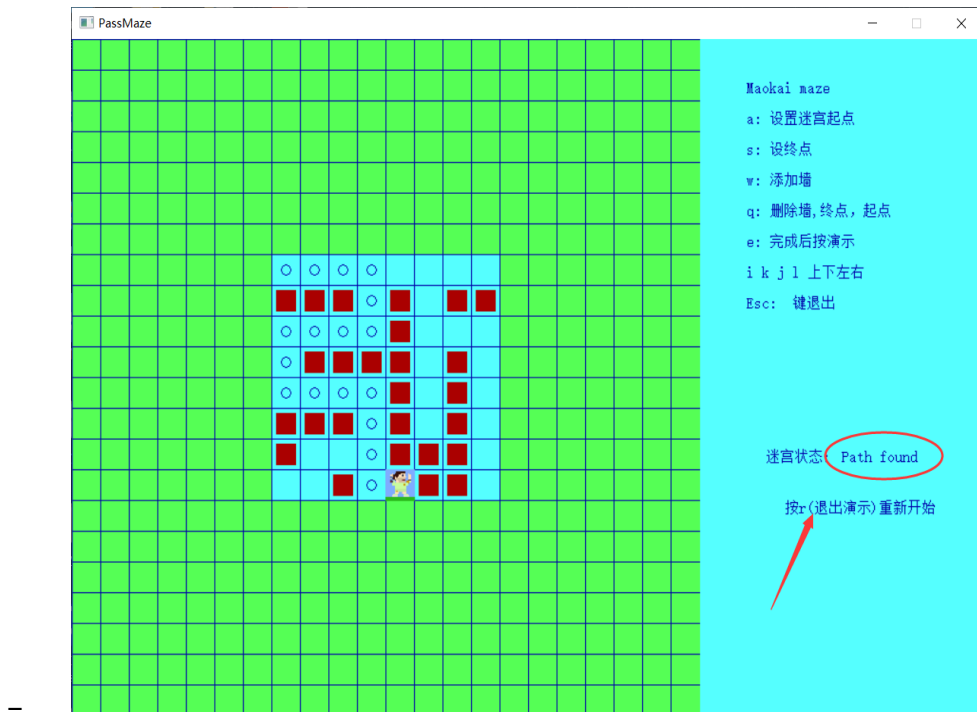 PassMaze
Maokai maze
a: 设置迷宫起点
s: 设终点
w: 添加墙
q: 删除墙,终点，起点
e: 完成后按演示
i k j l 上下左右
Esc: 键退出
迷宫状态: Path found
按r(退出演示)重新开始